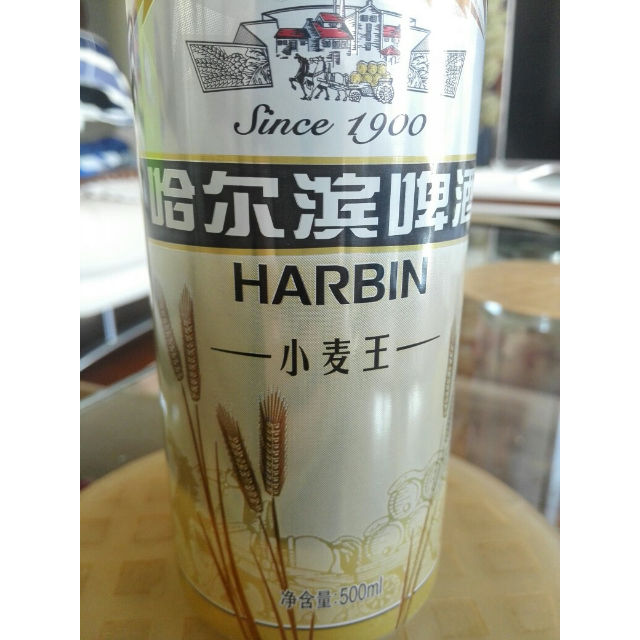 Since 1900
哈尔滨啤酒
HARBIN
小麦王
净含量:500ml